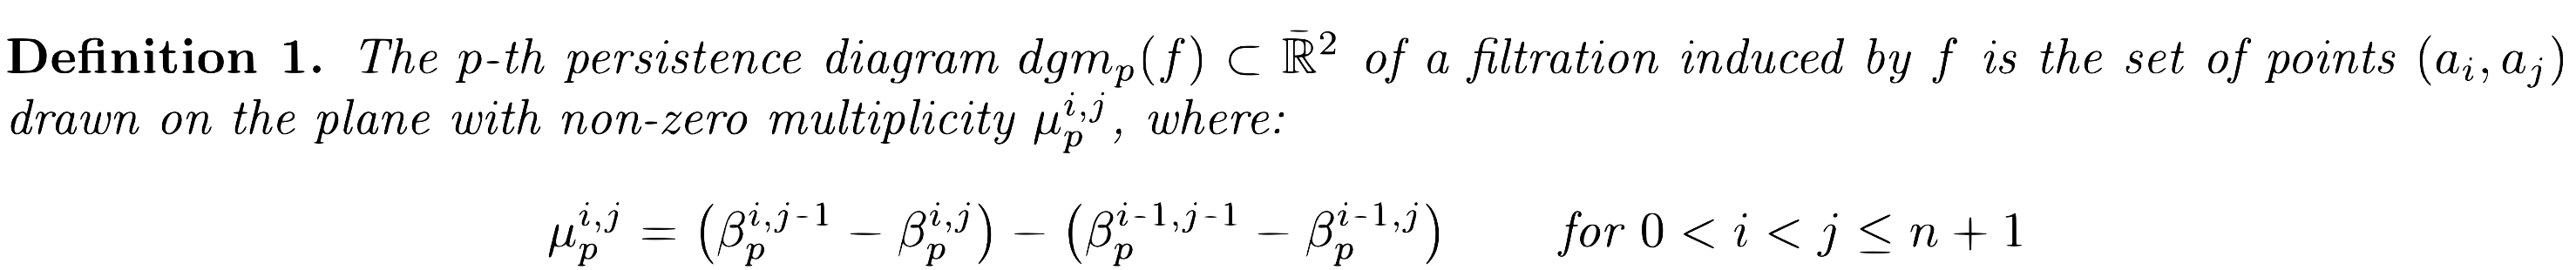 Definition 1. The p-th persistence diagram dgm_p(f) ⊂ ℝ̄² of a filtration induced by f is the set of points (a_i, a_j)
drawn on the plane with non-zero multiplicity μ_p^{i,j}, where:
μ_p^{i,j} = (β_p^{i,j-1} − β_p^{i,j}) − (β_p^{i-1,j-1} − β_p^{i-1,j}) for 0 < i < j ≤ n + 1